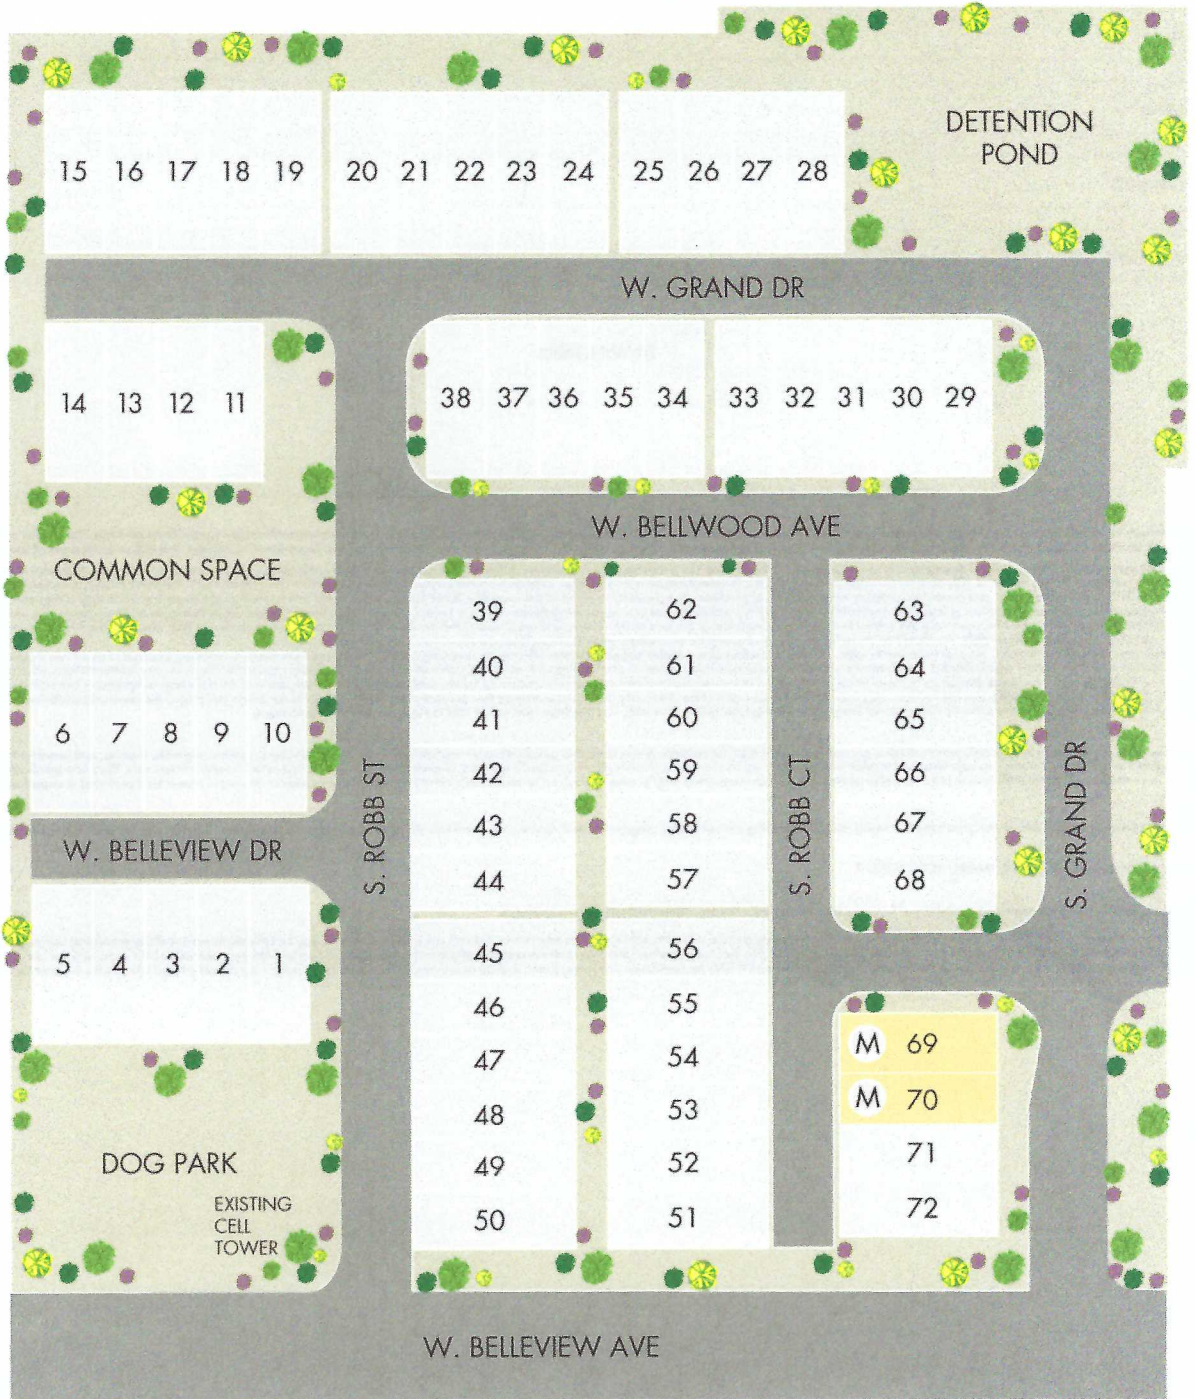 DETENTION
POND
15 16 17 18 19 20 21 22 23 24 25 26 27 28
W. GRAND DR
14 13 12 11
38 37 36 35 34 33 32 31 30 29
W. BELLWOOD AVE
COMMON SPACE
39 62 63
40 61 64
41 60 65
6 7 8 9 10
42 59 66
43 58 67
W. BELLEVIEW DR
S. ROBB ST
S. ROBB CT
S. GRAND DR
44 57 68
5 4 3 2 1
45 56
46 55
47 54 M 69
48 53 M 70
49 52 71
50 51 72
DOG PARK
EXISTING
CELL
TOWER
W. BELLEVIEW AVE